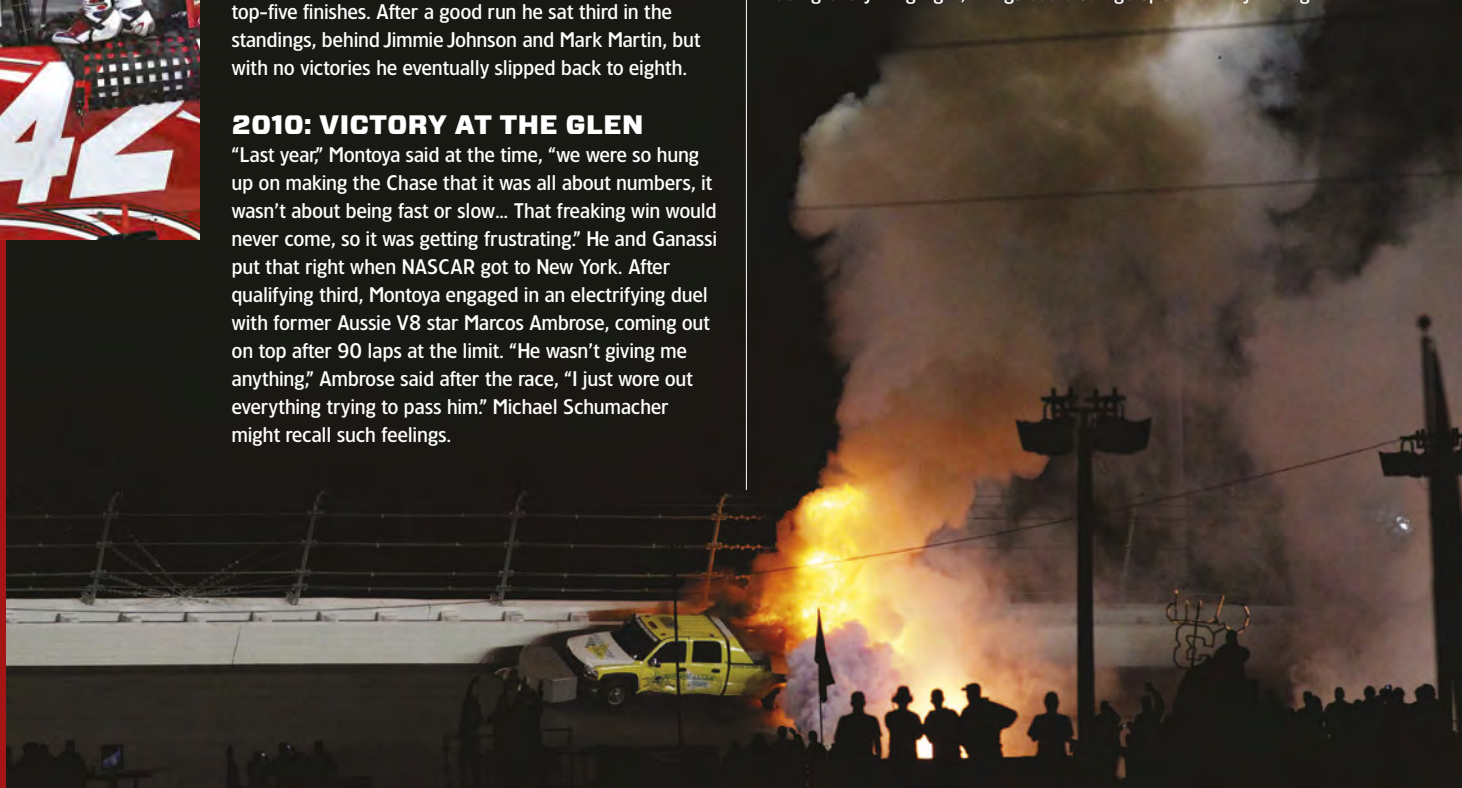 top-five finishes. After a good run he sat third in the
standings, behind Jimmie Johnson and Mark Martin, but
with no victories he eventually slipped back to eighth.
2010: VICTORY AT THE GLEN
“Last year,” Montoya said at the time, “we were so hung
up on making the Chase that it was all about numbers, it
wasn’t about being fast or slow… That freaking win would
never come, so it was getting frustrating.” He and Ganassi
put that right when NASCAR got to New York. After
qualifying third, Montoya engaged in an electrifying duel
with former Aussie V8 star Marcos Ambrose, coming out
on top after 90 laps at the limit. “He wasn’t giving me
anything,” Ambrose said after the race, “I just wore out
everything trying to pass him.” Michael Schumacher
might recall such feelings.
42